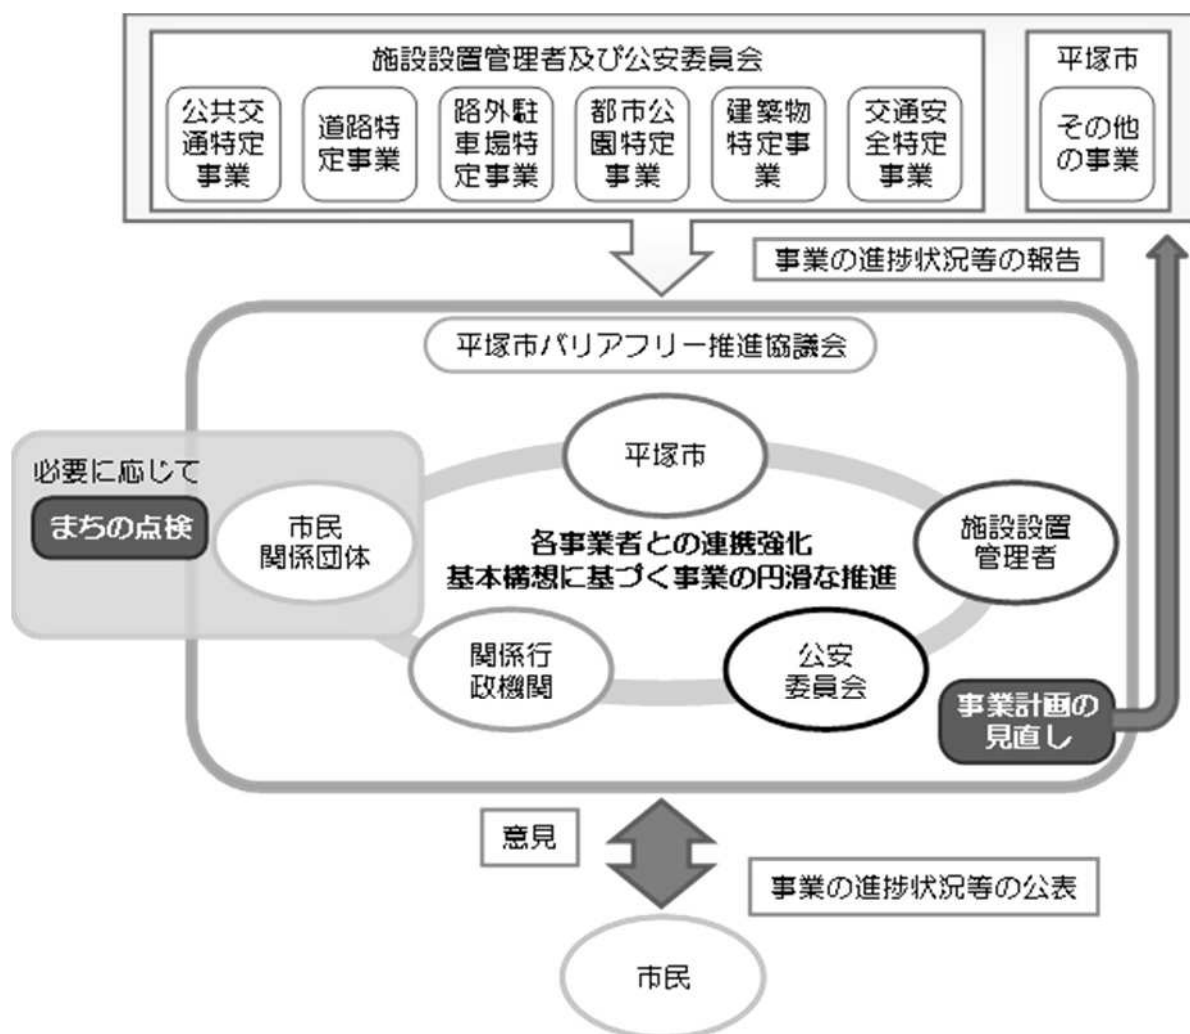 施設設置管理者及び公安委員会
平塚市
公共交
通特定
事業
道路特
定事業
路外駐
車場特
定事業
都市公
園特定
事業
建築物
特定事
業
交通安
全特定
事業
その他
の事業
事業の進捗状況等の報告
平塚市バリアフリー推進協議会
平塚市
必要に応じて
まちの点検
市民
関係団体
各事業者との連携強化
基本構想に基づく事業の円滑な推進
施設設置
管理者
関係行
政機関
公安
委員会
事業計画の
見直し
意見
事業の進捗状況等の公表
市民